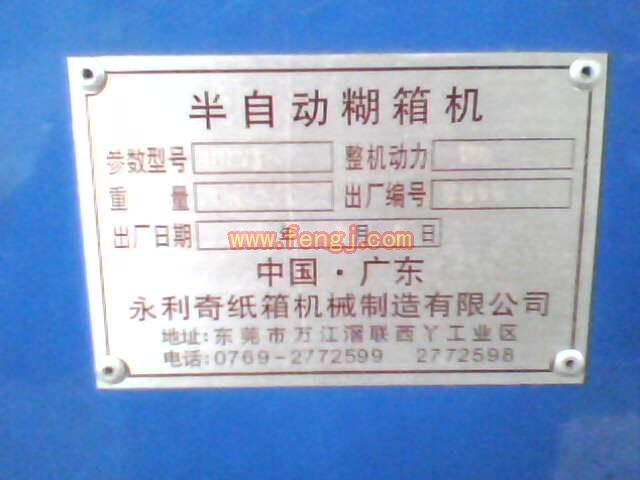 半自动糊箱机
参数型号 整机动力
重量 出厂编号
出厂日期 年 月 日
www.fengj.com
中国·广东
永利奇纸箱机械制造有限公司
地址:东莞市万江滘联西丫工业区
电话:0769-2772599 2772598